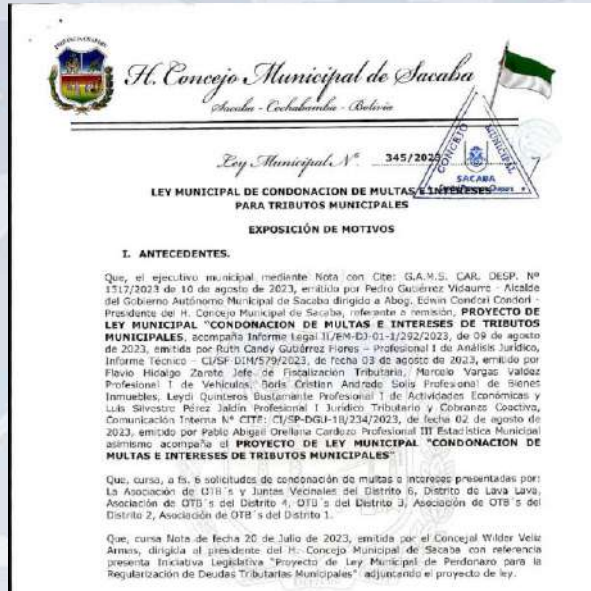 H. Concejo Municipal de Sacaba
Sacaba - Cochabamba - Bolivia
Ley Municipal N° 345/2023
CONCEJO MUNICIPAL
SACABA
LEY MUNICIPAL DE CONDONACION DE MULTAS E INTERESES
PARA TRIBUTOS MUNICIPALES
EXPOSICIÓN DE MOTIVOS
I. ANTECEDENTES.
Que, el ejecutivo municipal mediante Nota con Cite: G.A.M.S. CAR. DESP. Nº
1317/2023 de 10 de agosto de 2023, emitido por Pedro Gutiérrez Vidaurre - Alcalde
del Gobierno Autónomo Municipal de Sacaba dirigido a Abog. Edwin Condori Condori -
Presidente del H. Concejo Municipal de Sacaba, referente a remisión, PROYECTO DE
LEY MUNICIPAL "CONDONACION DE MULTAS E INTERESES DE TRIBUTOS
MUNICIPALES, acompaña Informe Legal de 09 de agosto
de 2023, emitida por Ruth Candy Gutiérrez Flores - Profesional I de Análisis Jurídico,
Informe Técnico - CI/SF-DIM/579/2023, de fecha 03 de agosto de 2023, emitido por
Flavio Hidalgo Zarate Jefe de Fiscalización Tributaria, Marcelo Vargas Valdez
Profesional I de Vehículos, Boris Cristian Andrade Solis Profesional de Bienes
Inmuebles, Leydi Quinteros Bustamante Profesional I de Actividades Económicas y
Luis Silvestre Pérez Jaldín Profesional I Jurídico Tributario y Cobranza Coactiva,
Comunicación Interna N° CITE: CI/SP-DGU-18/234/2023, de fecha 02 de agosto de
2023, emitido por Pablo Abigail Orellana Cardozo Profesional III Estadística Municipal
asimismo acompaña el PROYECTO DE LEY MUNICIPAL "CONDONACION DE
MULTAS E INTERESES DE TRIBUTOS MUNICIPALES"
Que, cursa, a fs. 6 solicitudes de condonación de multas e intereses presentadas por:
La Asociación de OTB´s y Juntas Vecinales del Distrito 6, Distrito de Lava Lava,
Asociación de OTB´s del Distrito 4, OTB´s del Distrito 3, Asociación de OTB´s del
Distrito 2, Asociación de OTB´s del Distrito 1.
Que, cursa Nota de fecha 20 de Julio de 2023, emitida por el Concejal Wilder Veliz
Armas, dirigida al presidente del H. Concejo Municipal de Sacaba con referencia
presenta Iniciativa Legislativa "Proyecto de Ley Municipal de Perdonazo para la
Regularización de Deudas Tributarias Municipales" adjuntando el proyecto de ley.